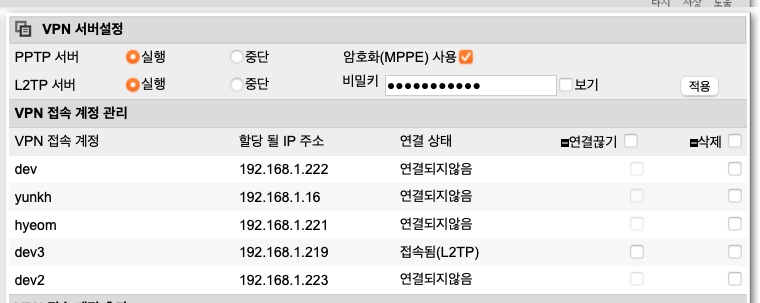 VPN 서버설정
PPTP 서버 실행 중단 암호화(MPPE) 사용
L2TP 서버 실행 중단 비밀키 ●●●●●●●●●●● 보기 적용
VPN 접속 계정 관리
VPN 접속 계정 할당 될 IP 주소 연결 상태 연결끊기 삭제
dev 192.168.1.222 연결되지않음
yunkh 192.168.1.16 연결되지않음
hyeom 192.168.1.221 연결되지않음
dev3 192.168.1.219 접속됨(L2TP)
dev2 192.168.1.223 연결되지않음